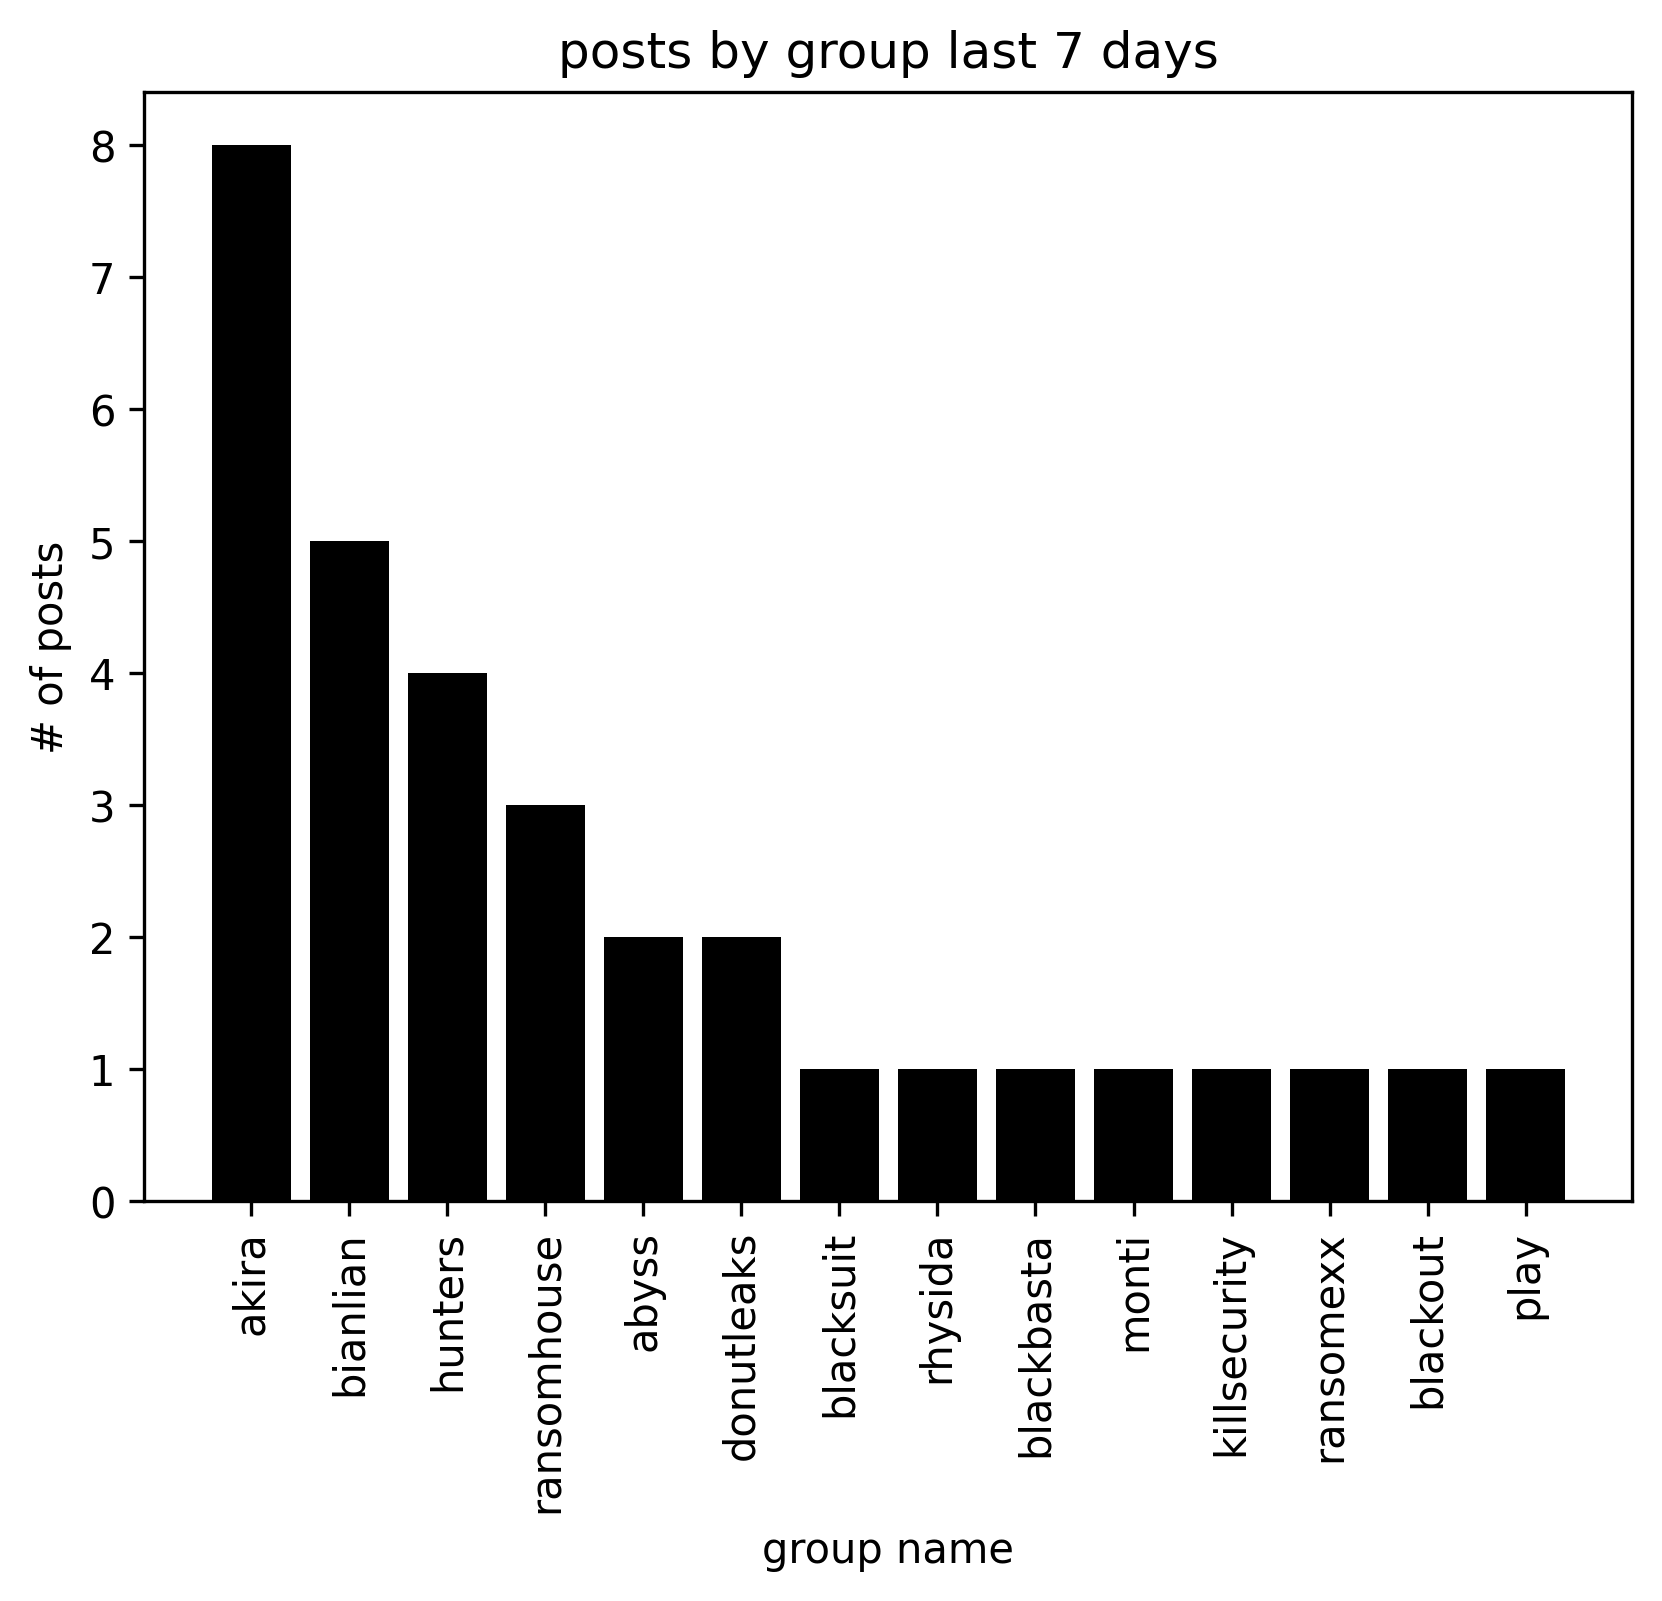 posts by group last 7 days
# of posts
8
7
6
5
4
3
2
1
0
akira
bianlian
hunters
ransomhouse
abyss
donutleaks
blacksuit
rhysida
blackbasta
monti
killsecurity
ransomexx
blackout
play
group name